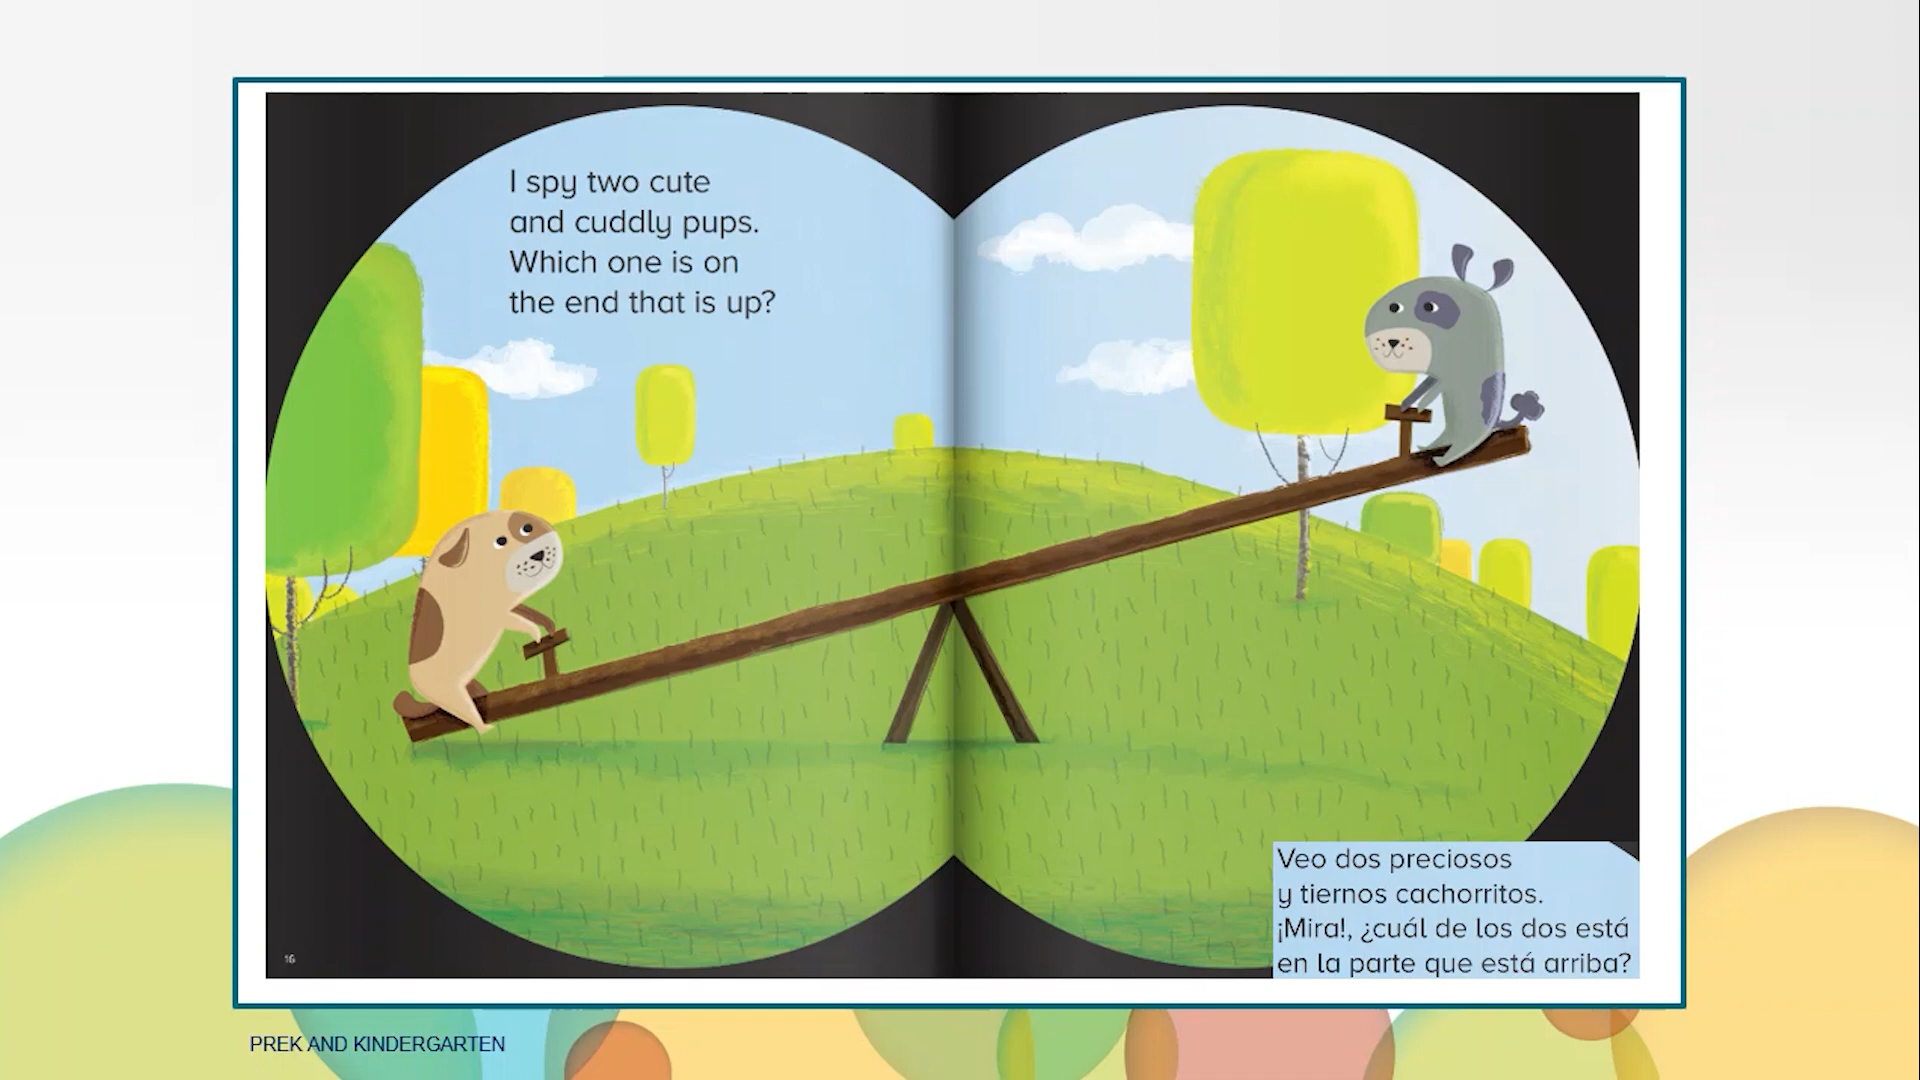 I spy two cute
and cuddly pups.
Which one is on
the end that is up?
Veo dos preciosos
y tiernos cachorritos.
¡Mira!, ¿cuál de los dos está
en la parte que está arriba?
16
PREK AND KINDERGARTEN